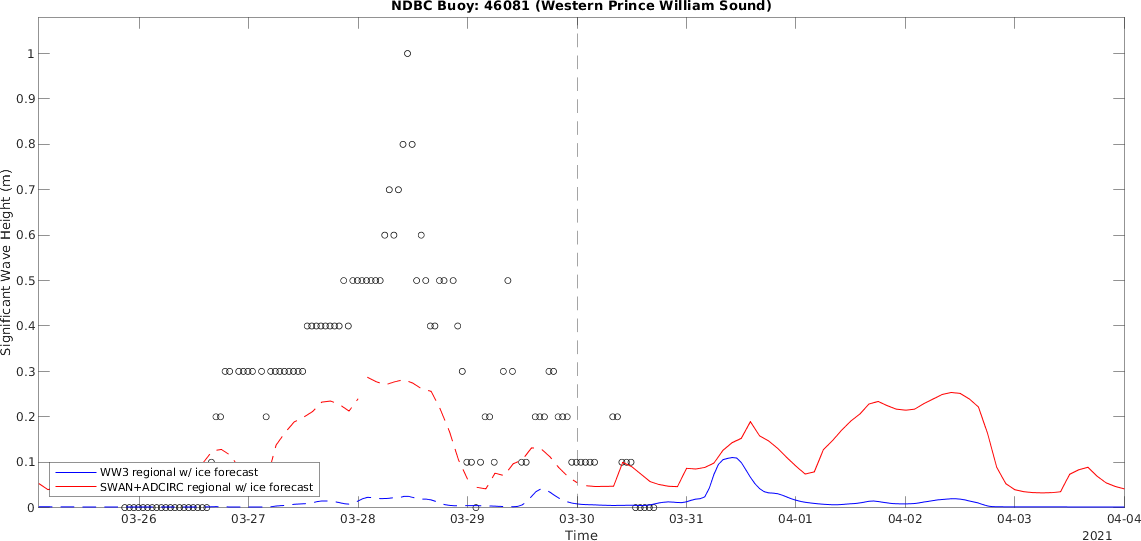 NDBC Buoy: 46081 (Western Prince William Sound)
Significant Wave Height (m)
1
0.9
0.8
0.7
0.6
0.5
0.4
0.3
0.2
0.1
0
WW3 regional w/ ice forecast
SWAN+ADCIRC regional w/ ice forecast
03-26 03-27 03-28 03-29 03-30 03-31 04-01 04-02 04-03 04-04
Time
2021